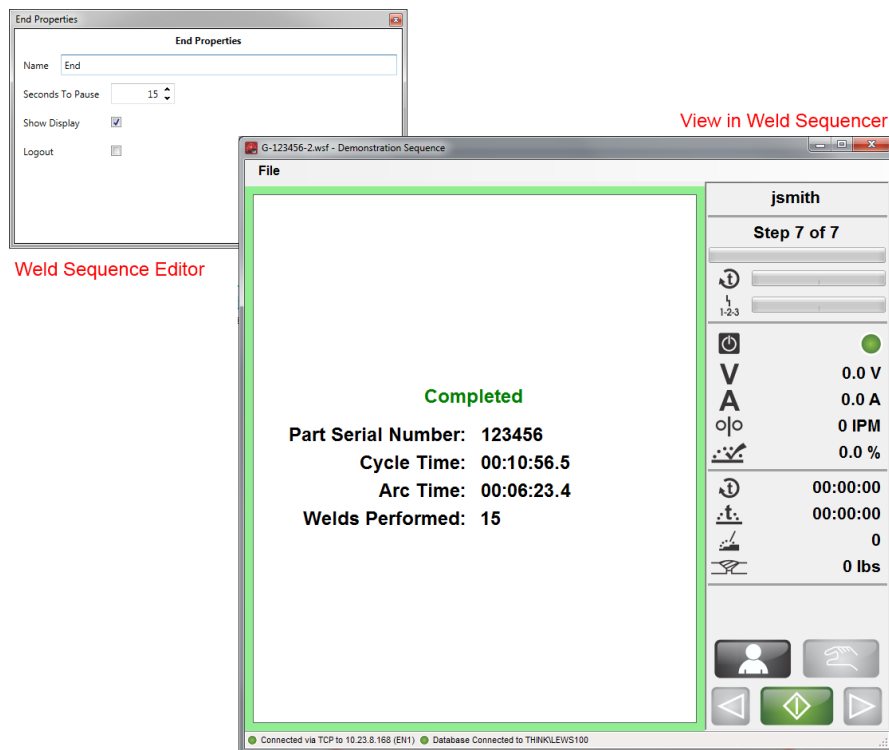 End Properties
End Properties
Name End
Seconds To Pause 15
Show Display
Logout
Weld Sequence Editor
View in Weld Sequencer
G-123456-2.wsf - Demonstration Sequence
File
Completed
Part Serial Number: 123456
Cycle Time: 00:10:56.5
Arc Time: 00:06:23.4
Welds Performed: 15
jsmith
Step 7 of 7
t
1-2-3
V 0.0 V
A 0.0 A
0 IPM
0.0 %
t 00:00:00
.t. 00:00:00
0
0 lbs
Connected via TCP to 10.23.8.168 (EN1) Database Connected to THINK\LEWS100